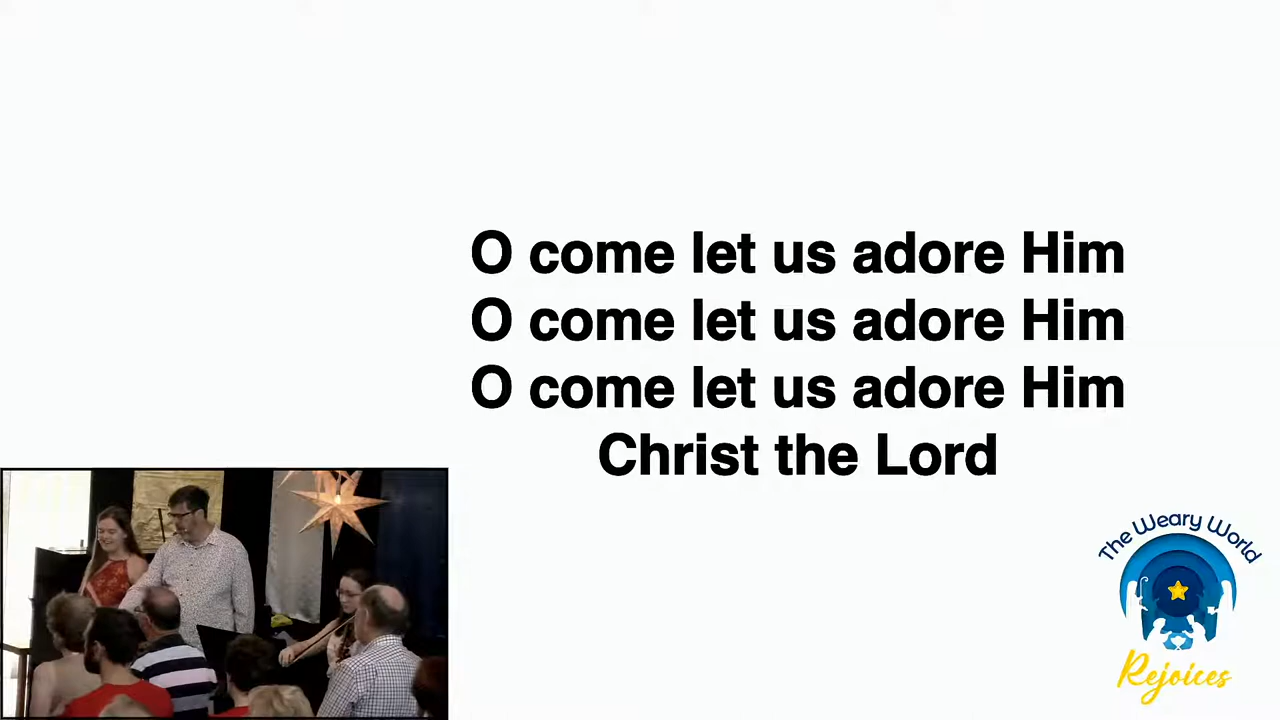 O come let us adore Him
O come let us adore Him
O come let us adore Him
Christ the Lord
The Weary World
Rejoices